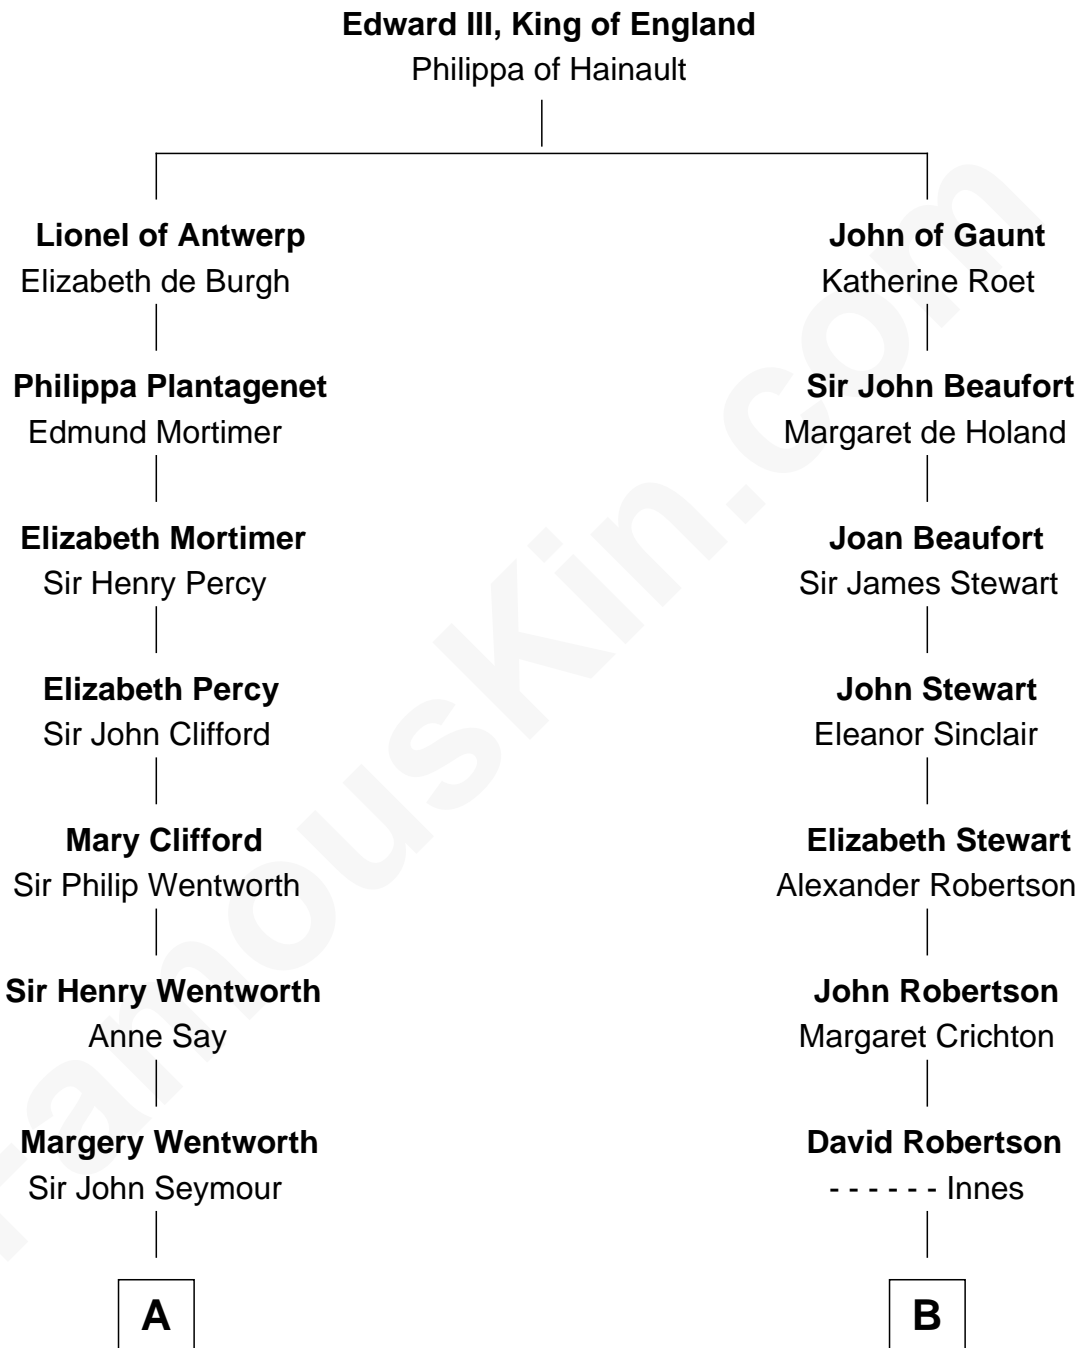 Edward III, King of England
Philippa of Hainault
Lionel of Antwerp
Elizabeth de Burgh
Philippa Plantagenet
Edmund Mortimer
Elizabeth Mortimer
Sir Henry Percy
Elizabeth Percy
Sir John Clifford
Mary Clifford
Sir Philip Wentworth
Sir Henry Wentworth
Anne Say
Margery Wentworth
Sir John Seymour
A
John of Gaunt
Katherine Roet
Sir John Beaufort
Margaret de Holand
Joan Beaufort
Sir James Stewart
John Stewart
Eleanor Sinclair
Elizabeth Stewart
Alexander Robertson
John Robertson
Margaret Crichton
David Robertson
- - - - - - Innes
B
FamousKin.com